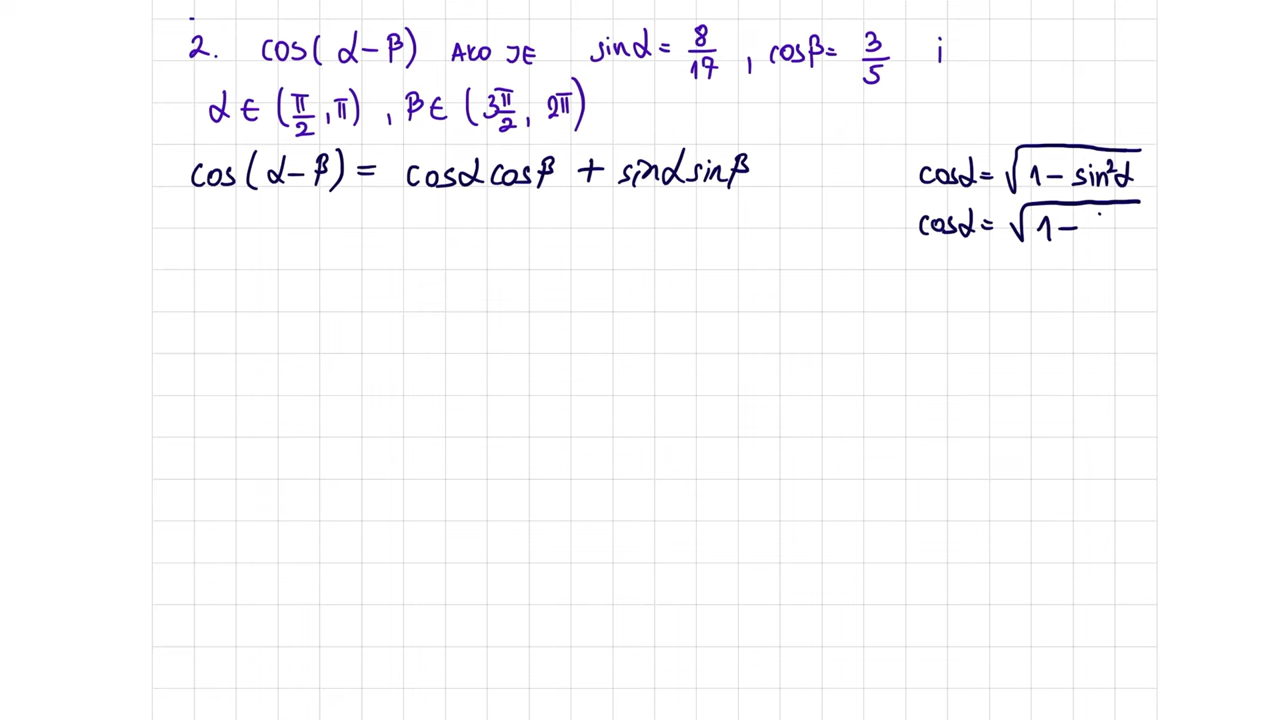 2. cos( α-β) AKO JE sinα = 8/17 , cosβ = 3/5 i
α ∈ (π/2 , π) , β ∈ (3π/2 , 2π)
cos(α-β) = cosα cosβ + sinα sinβ
cosα = √(1 - sin²α)
cosα = √(1 -